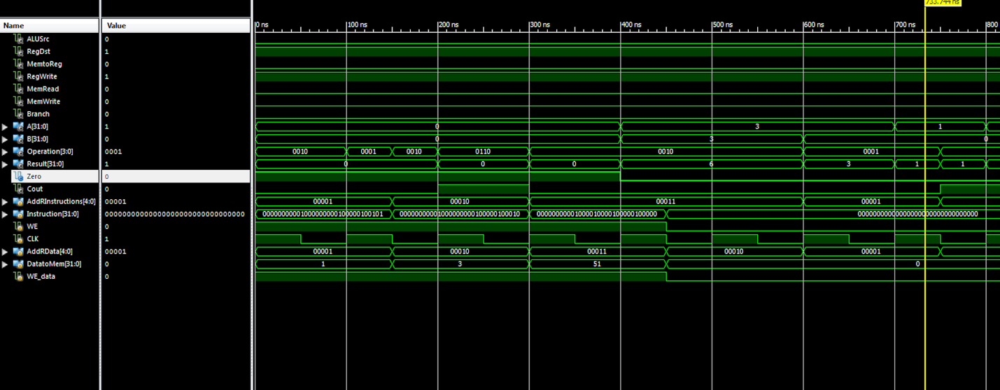 733.744 ns
Name Value 0 ns 100 ns 200 ns 300 ns 400 ns 500 ns 600 ns 700 ns 800
ALUSrc 0
RegDst 1
MemtoReg 0
RegWrite 1
MemRead 0
MemWrite 0
Branch 0
A[31:0] 1 0 3 1
B[31:0] 0 0 3 0
Operation[3:0] 0001 0010 0001 0010 0110 0010 0001
Result[31:0] 1 0 0 0 6 3 1 1
Zero 0
Cout 0
AddRInstructions[4:0] 00001 00001 00010 00011 00001
Instruction[31:0] 00000000000000000000000000000000 00000000001000000000100000100101 00000000000000000000000000000000
WE 0
CLK 1
AddRData[4:0] 00001 00001 00010 00011 00010 00001
DatatoMem[31:0] 0 1 3 51 0
WE_data 0